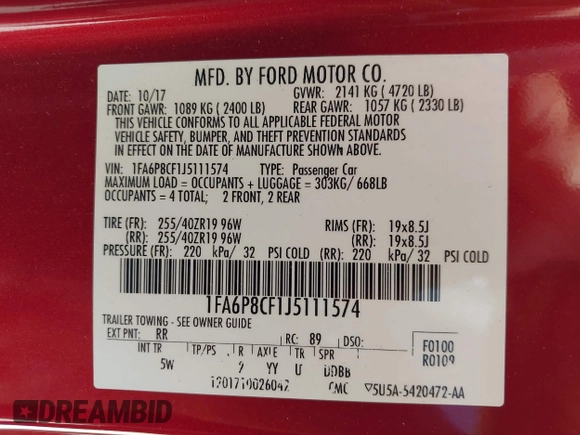 MFD. BY FORD MOTOR CO.
DATE: 10/17 GVWR: 2141 KG ( 4720 LB)
FRONT GAWR: 1089 KG ( 2400 LB) REAR GAWR: 1057 KG ( 2330 LB)
THIS VEHICLE CONFORMS TO ALL APPLICABLE FEDERAL MOTOR
VEHICLE SAFETY, BUMPER, AND THEFT PREVENTION STANDARDS
IN EFFECT ON THE DATE OF MANUFACTURE SHOWN ABOVE.
VIN: 1FA6P8CF1J5111574 TYPE: Passenger Car
MAXIMUM LOAD = OCCUPANTS + LUGGAGE = 303KG/ 668LB
OCCUPANTS = 4 TOTAL; 2 FRONT, 2 REAR
TIRE (FR): 255/40ZR19 96W RIMS (FR): 19x8.5J
(RR): 255/40ZR19 96W (RR): 19x8.5J
PRESSURE (FR): 220 kPa/ 32 PSI COLD (RR): 220 kPa/ 32 PSI COLD
1FA6P8CF1J5111574
TRAILER TOWING - SEE OWNER GUIDE
EXT PNT: RR RC: 89 DSO: F0100
R0109
INT TR TP/PS R AXLE TR SPR
5W YY U
5U5A-5420472-AA
DREAMBID